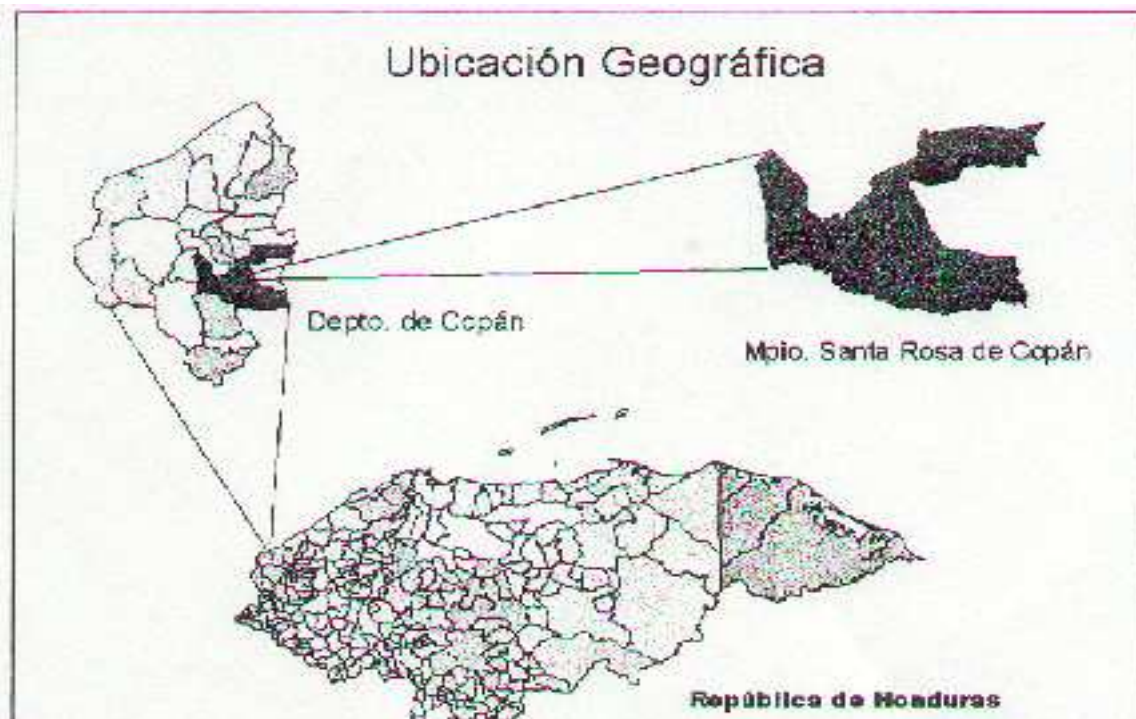 Ubicación Geográfica
Depto. de Copán
Mpio. Santa Rosa de Copán
República de Honduras